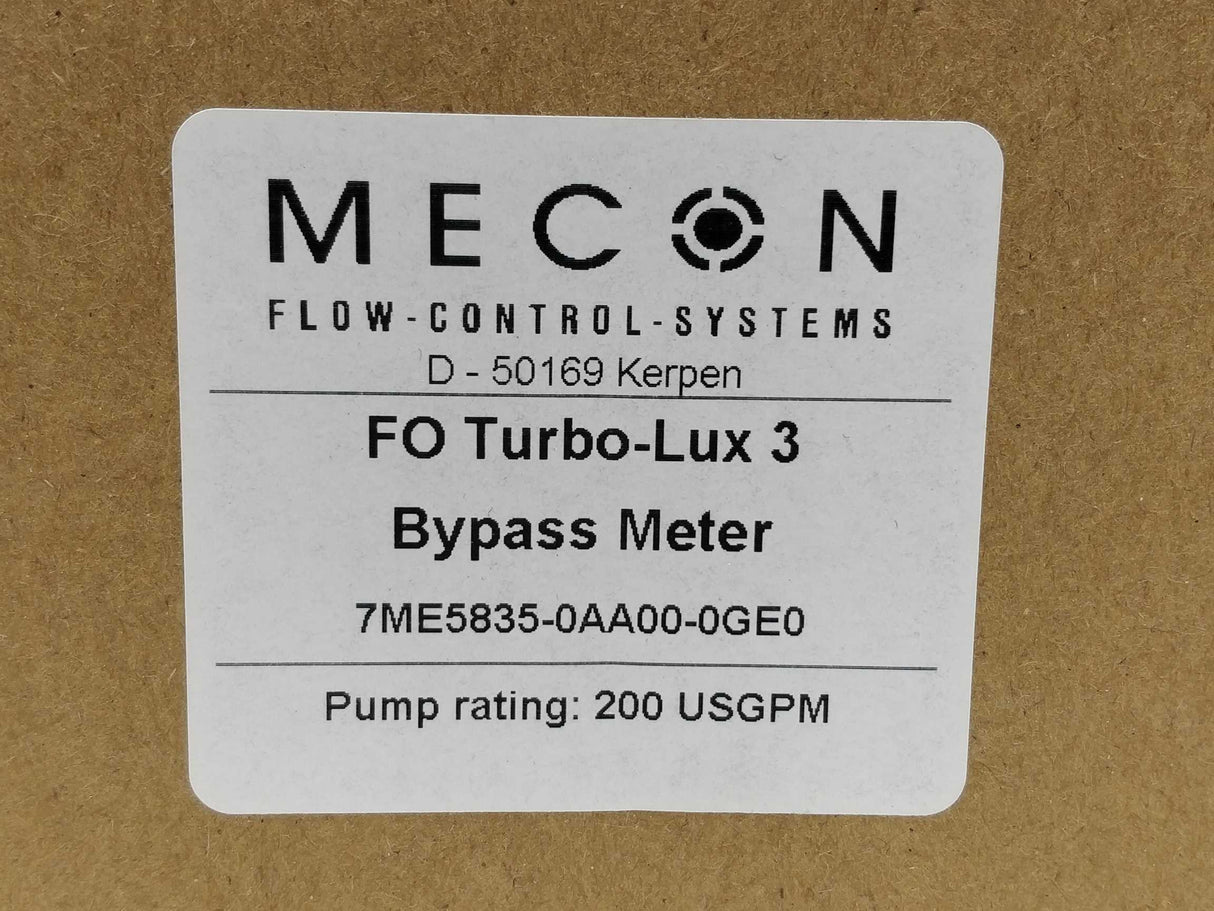 MECON
FLOW-CONTROL-SYSTEMS
D - 50169 Kerpen
FO Turbo-Lux 3
Bypass Meter
7ME5835-0AA00-0GE0
Pump rating: 200 USGPM